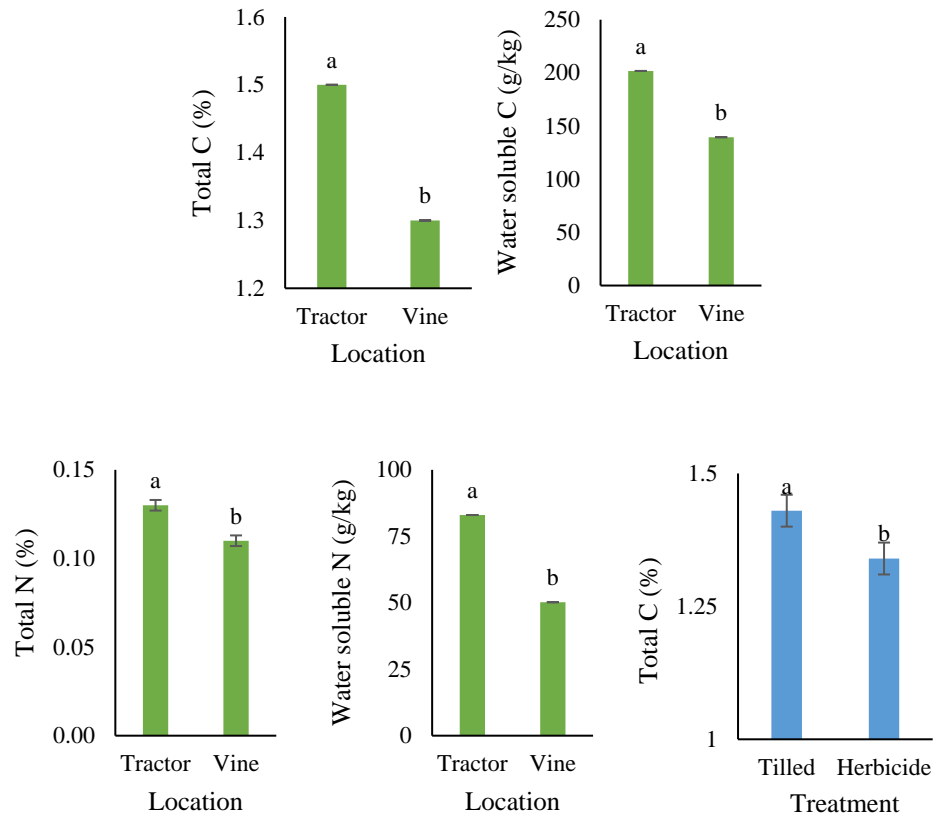 Total C (%)
1.6
1.5
1.4
1.3
1.2
a
b
Tractor Vine
Location
Water soluble C (g/kg)
250
200
150
100
50
0
a
b
Tractor Vine
Location
Total N (%)
0.15
0.10
0.05
0.00
a
b
Tractor Vine
Location
Water soluble N (g/kg)
100
75
50
25
0
a
b
Tractor Vine
Location
Total C (%)
1.5
1.25
1
a
b
Tilled Herbicide
Treatment